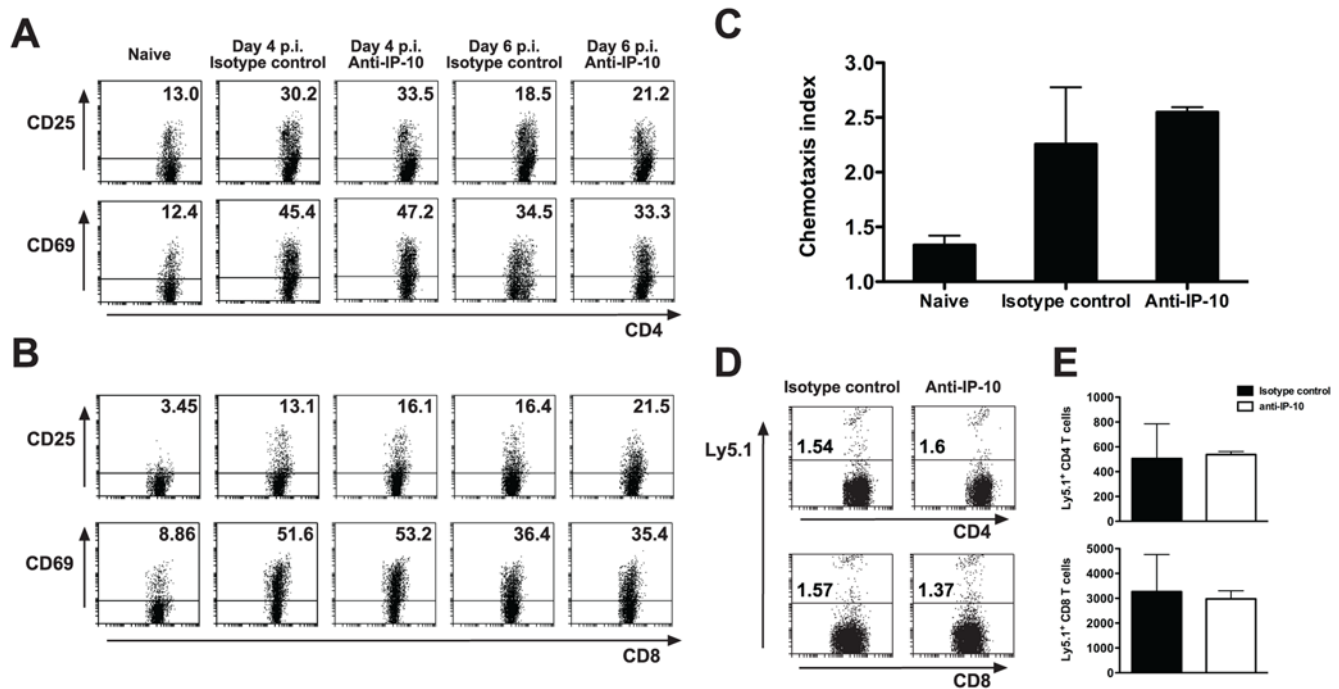 A
Naive
Day 4 p.i.
Isotype control
Day 4 p.i.
Anti-IP-10
Day 6 p.i.
Isotype control
Day 6 p.i.
Anti-IP-10
CD25
13.0
30.2
33.5
18.5
21.2
CD69
12.4
45.4
47.2
34.5
33.3
CD4
B
CD25
3.45
13.1
16.1
16.4
21.5
CD69
8.86
51.6
53.2
36.4
35.4
CD8
C
Chemotaxis index
3.0
2.5
2.0
1.5
1.0
Naive
Isotype control
Anti-IP-10
D
Isotype control
Anti-IP-10
Ly5.1
1.54
1.6
CD4
1.57
1.37
CD8
E
Isotype control
anti-IP-10
Ly5.1⁺ CD4 T cells
1000
800
600
400
200
0
Ly5.1⁺ CD8 T cells
5000
4000
3000
2000
1000
0